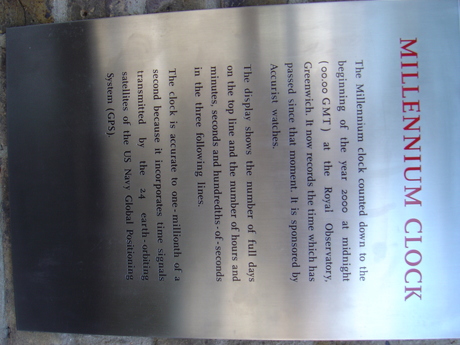 MILLENNIUM CLOCK
The Millennium clock counted down to the
beginning of the year 2000 at midnight
(00.00 GMT) at the Royal Observatory,
Greenwich. It now records the time which has
passed since that moment. It is sponsored by
Accurist watches.
The display shows the number of full days
on the top line and the number of hours and
minutes, seconds and hundredths-of-seconds
in the three following lines.
The clock is accurate to one-millionth of a
second because it incorporates time signals
transmitted by the 24 earth-orbiting
satelites of the US Navy Global Positioning
System (GPS).